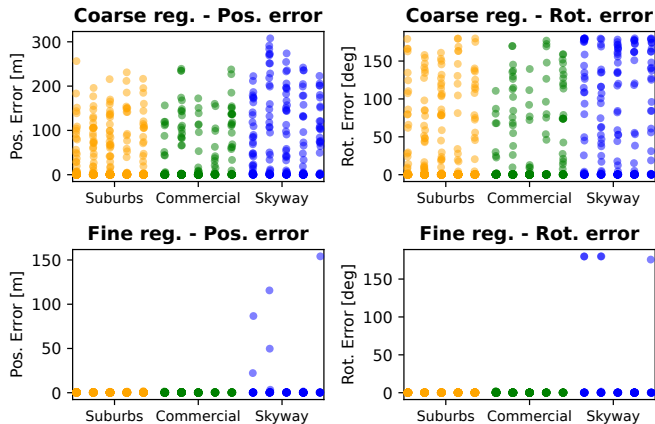 Coarse reg. - Pos. error
Pos. Error [m]
300
200
100
0
Suburbs Commercial Skyway
Coarse reg. - Rot. error
Rot. Error [deg]
150
100
50
0
Suburbs Commercial Skyway
Fine reg. - Pos. error
Pos. Error [m]
150
100
50
0
Suburbs Commercial Skyway
Fine reg. - Rot. error
Rot. Error [deg]
150
100
50
0
Suburbs Commercial Skyway